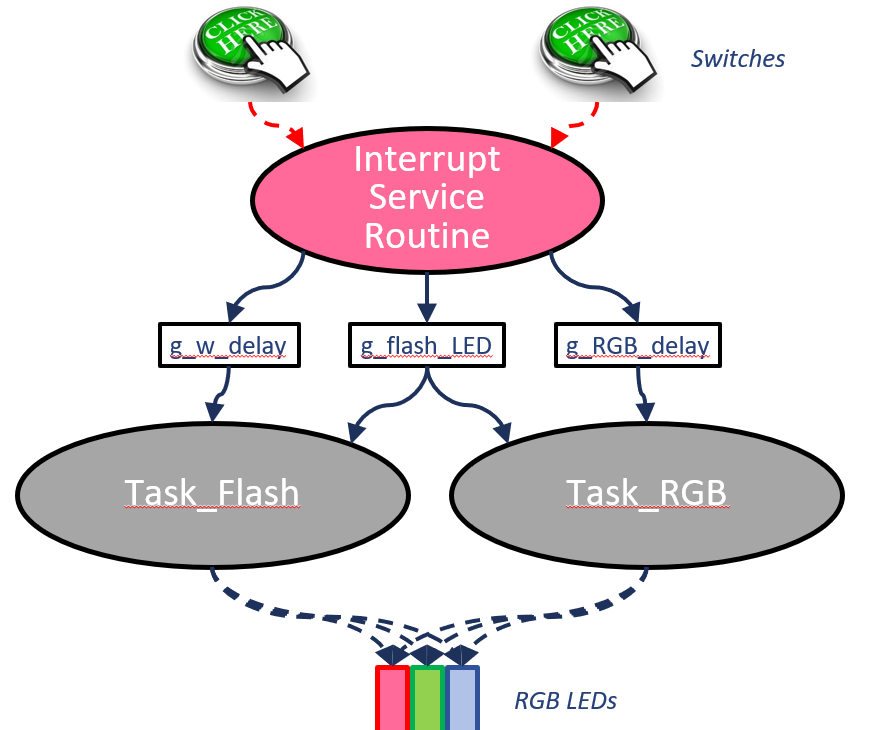 CLICK
HERE
CLICK
HERE
Switches
Interrupt
Service
Routine
g_w_delay
g_flash_LED
g_RGB_delay
Task_Flash
Task_RGB
RGB LEDs